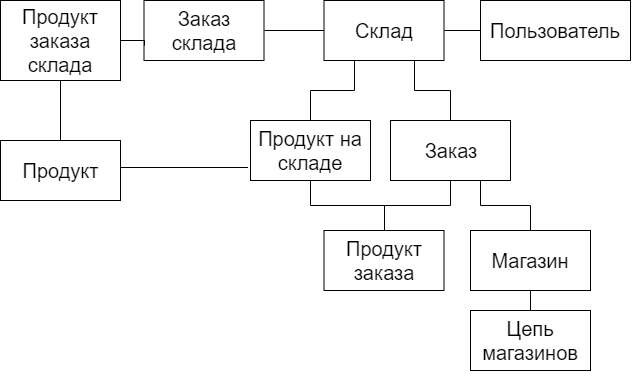 Продукт
заказа
склада
Заказ
склада
Склад
Пользователь
Продукт
Продукт на
складе
Заказ
Продукт
заказа
Магазин
Цепь
магазинов